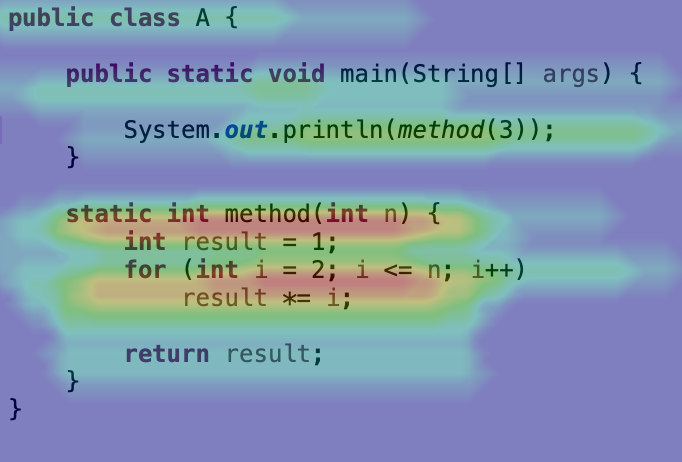 public class A {
public static void main(String[] args) {
System.out.println(method(3));
}
static int method(int n) {
int result = 1;
for (int i = 2; i <= n; i++)
result *= i;
return result;
}
}